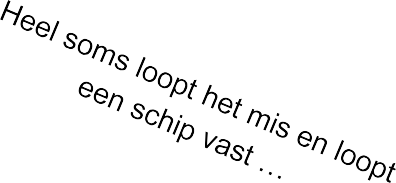 Heel soms loopt het mis en loopt
een schip vast ...